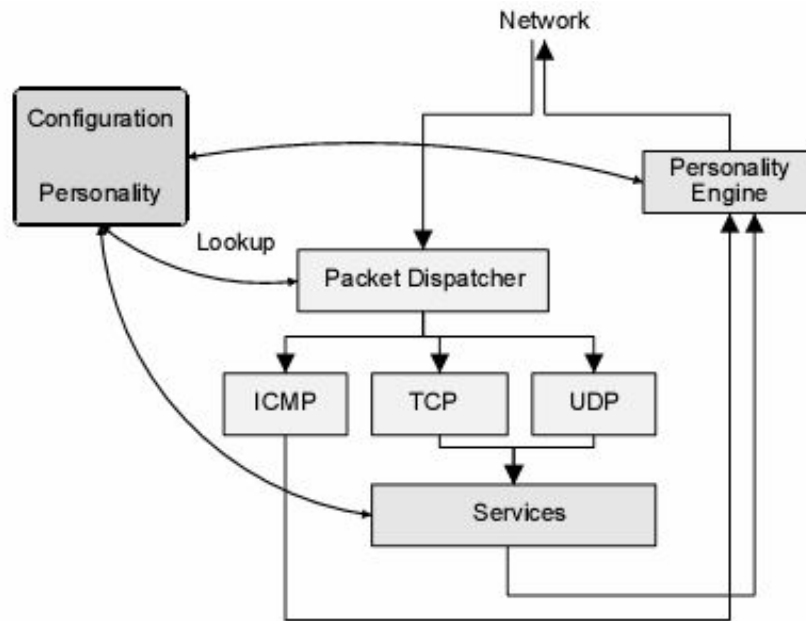 Network
Configuration
Personality
Personality
Engine
Lookup
Packet Dispatcher
ICMP
TCP
UDP
Services